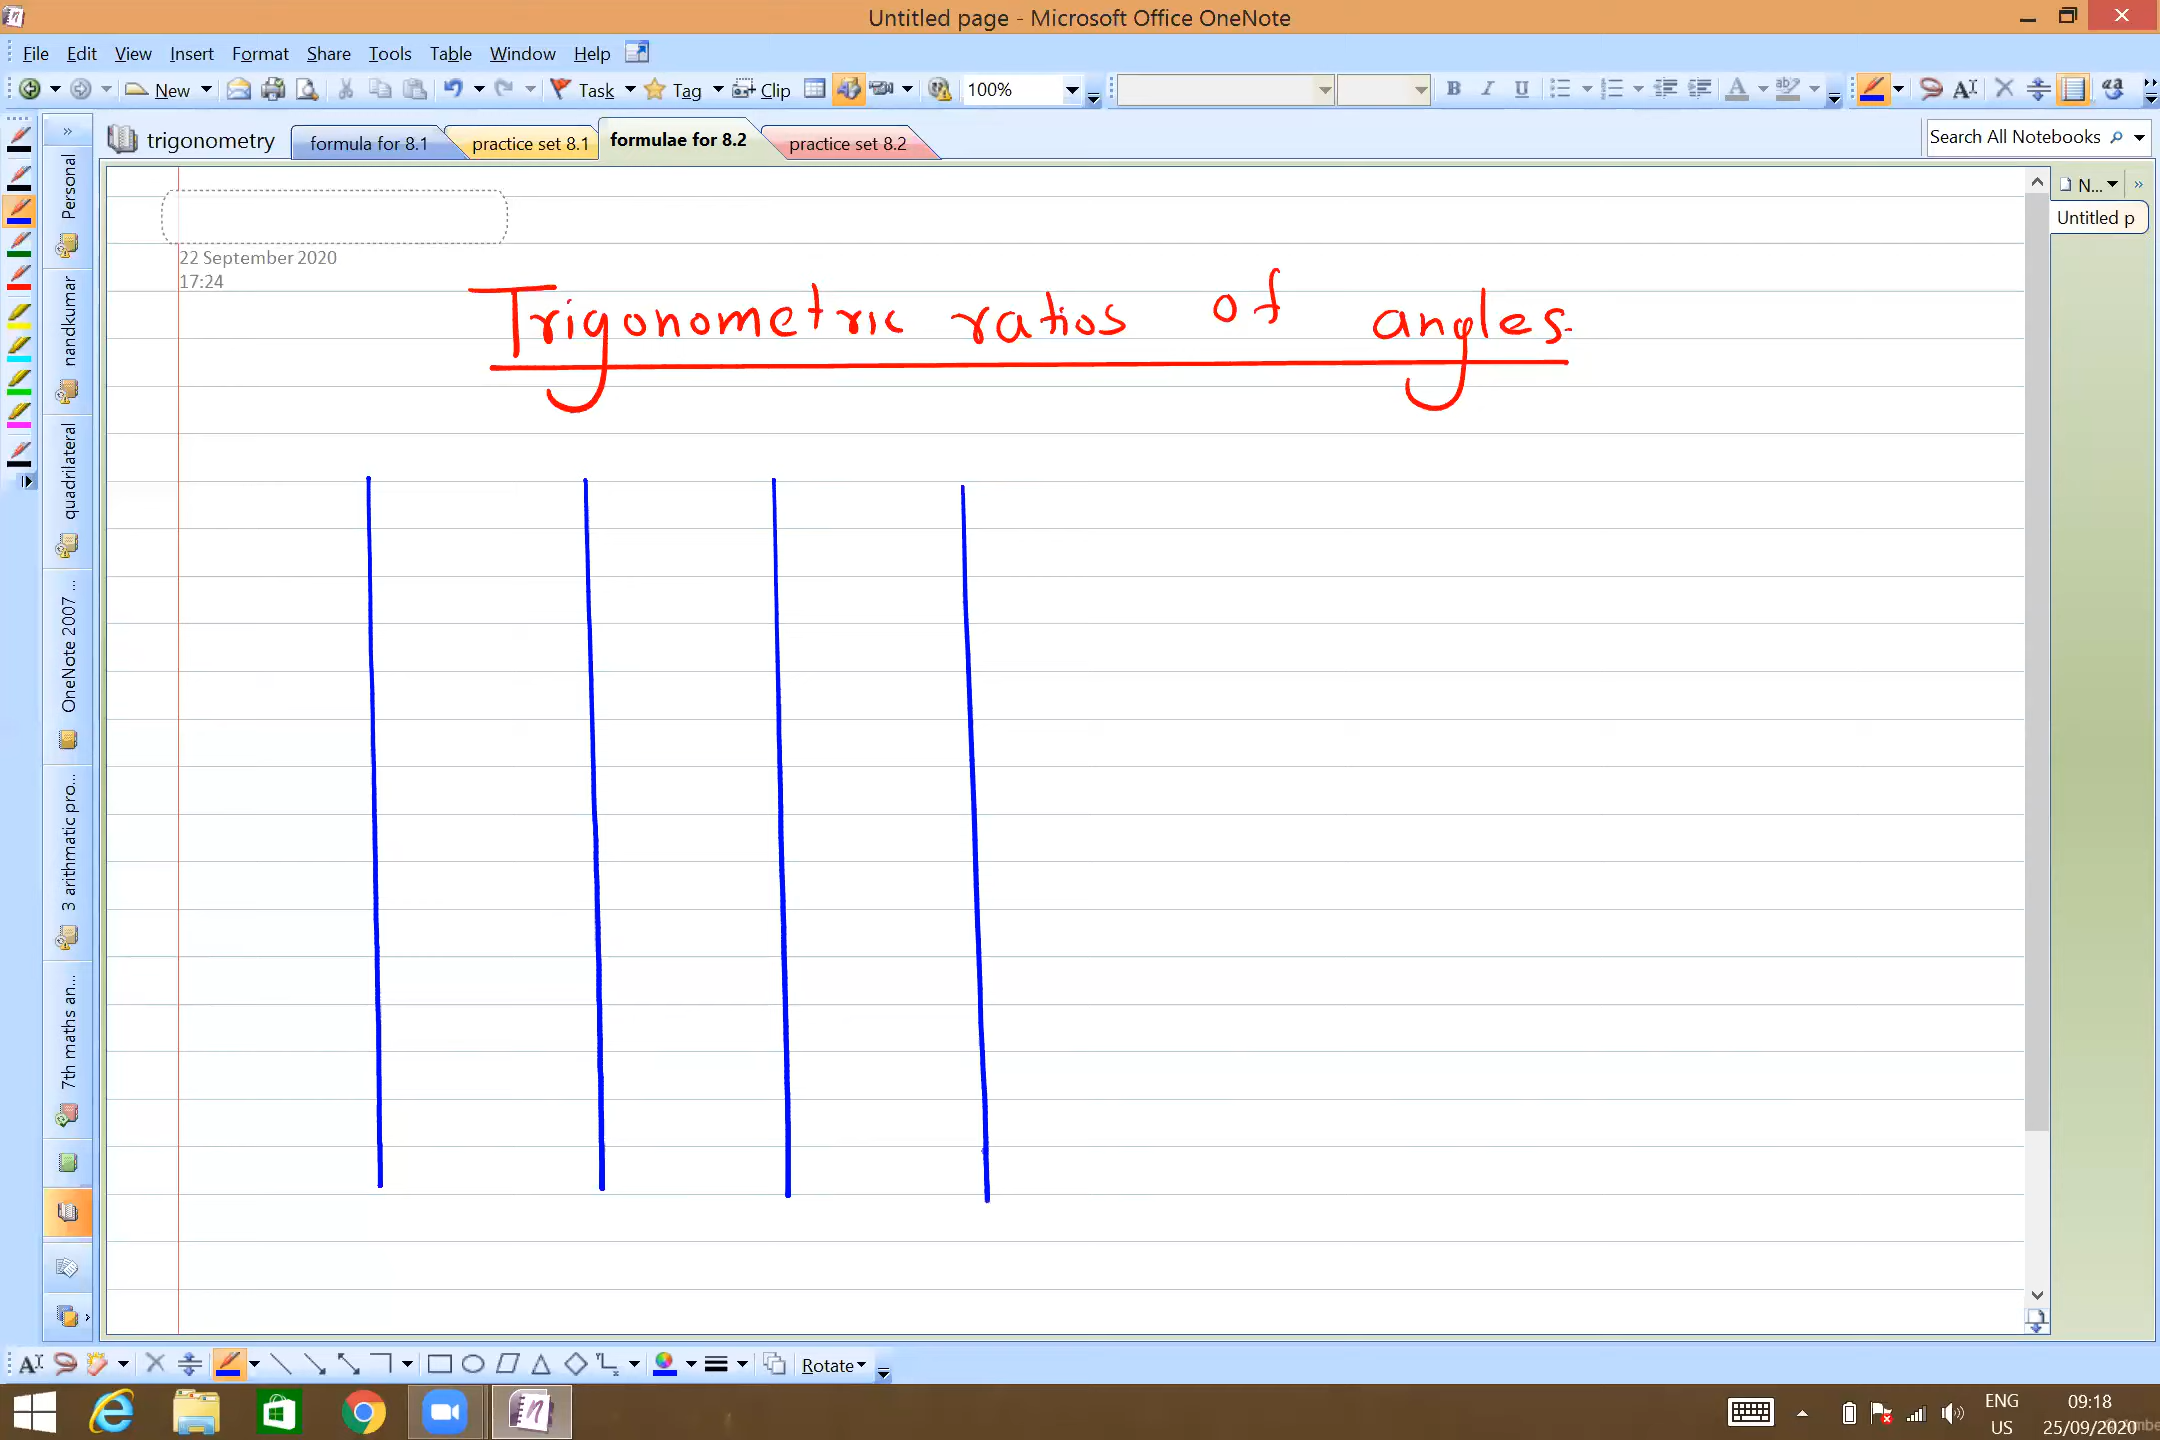 Untitled page - Microsoft Office OneNote
File Edit View Insert Format Share Tools Table Window Help
New Task Tag Clip 100% B I U
trigonometry formula for 8.1 practice set 8.1 formulae for 8.2 practice set 8.2
Search All Notebooks
N...
Untitled p
Personal
nandkumar
quadrilateral
OneNote 2007 ...
3 arithmatic pro...
7th maths an...
22 September 2020
17:24
Trigonometric ratios of angles.
Rotate
ENG
US
09:18
25/09/2020